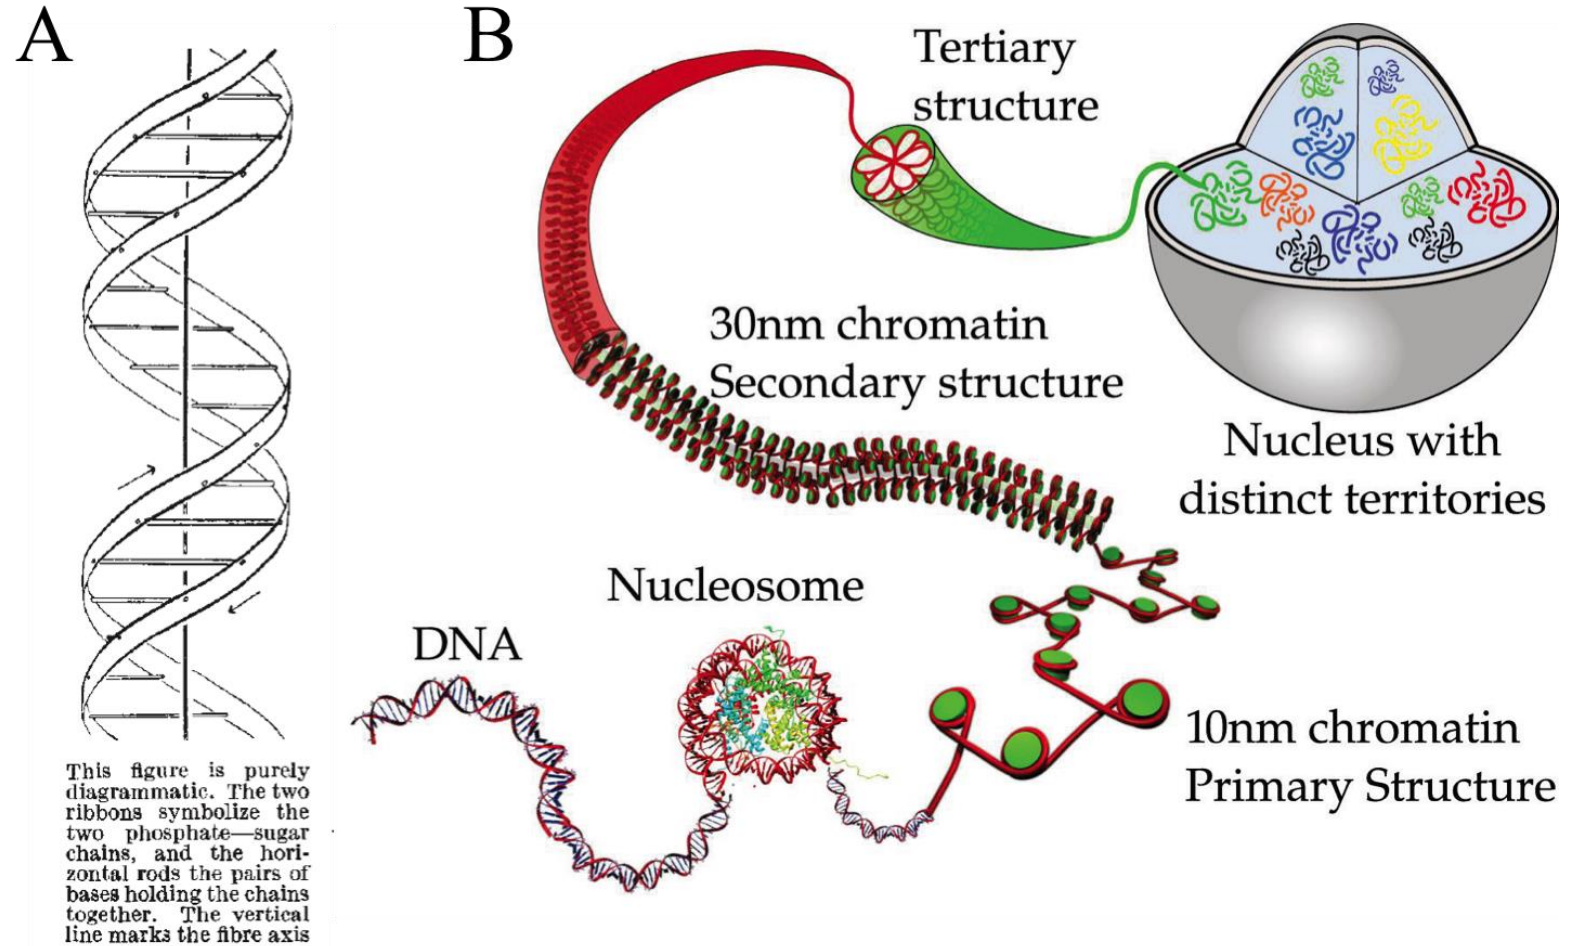 A
This figure is purely
diagrammatic. The two
ribbons symbolize the
two phosphate—sugar
chains, and the hori-
zontal rods the pairs of
bases holding the chains
together. The vertical
line marks the fibre axis
B
Tertiary
structure
30nm chromatin
Secondary structure
Nucleus with
distinct territories
Nucleosome
DNA
10nm chromatin
Primary Structure